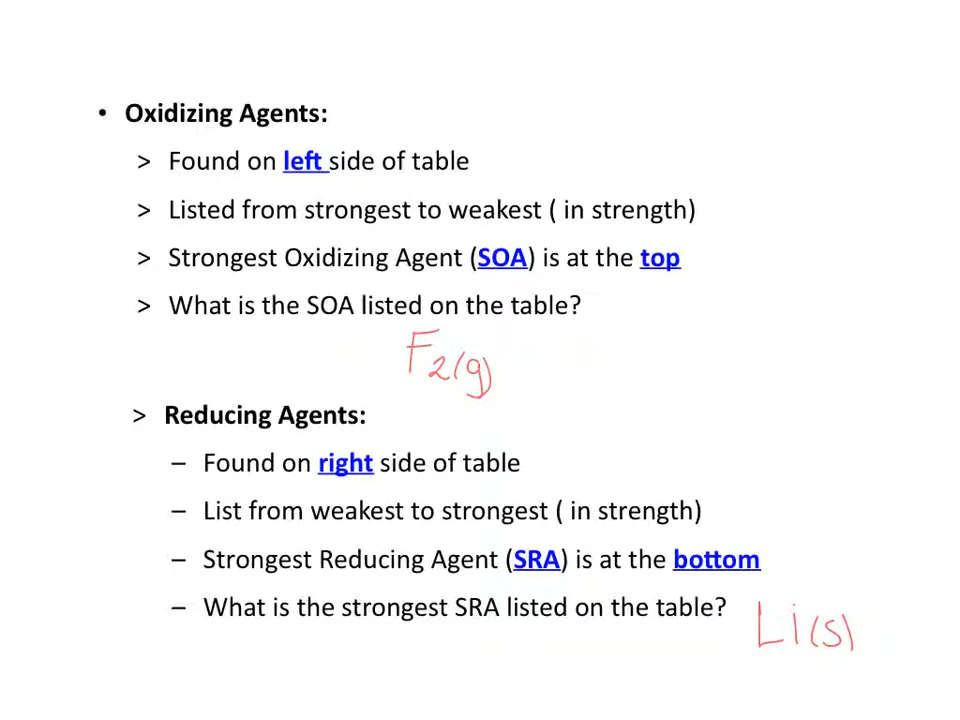 • Oxidizing Agents:
> Found on left side of table
> Listed from strongest to weakest ( in strength)
> Strongest Oxidizing Agent (SOA) is at the top
> What is the SOA listed on the table?
F2(g)
> Reducing Agents:
– Found on right side of table
– List from weakest to strongest ( in strength)
– Strongest Reducing Agent (SRA) is at the bottom
– What is the strongest SRA listed on the table?
Li(s)